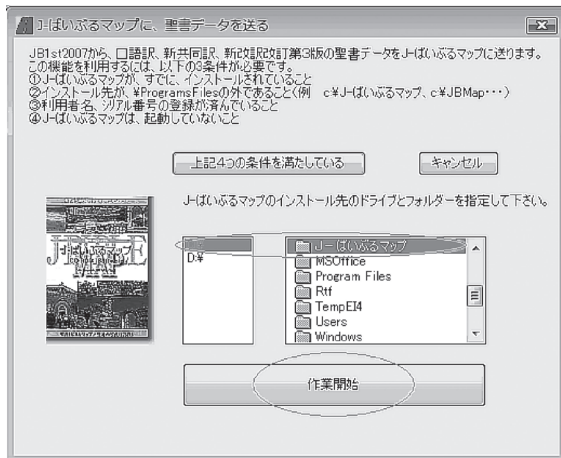 J-ばいぶるマップに、聖書データを送る
JB1st2007から、口語訳、新共同訳、新改訳改訂第3版の聖書データをJ-ばいぶるマップに送ります。
この機能を利用するには、以下の3条件が必要です。
①J-ばいぶるマップが、すでに、インストールされていること
②インストール先が、¥ProgramsFilesの外であること(例　c¥J-ばいぶるマップ、c¥JBMap・・・)
③利用者名、シリアル番号の登録が済んでいること
④J-ばいぶるマップは、起動していないこと
上記4つの条件を満たしている
キャンセル
J-ばいぶるマップのインストール先のドライブとフォルダーを指定して下さい。
D:¥
J-ばいぶるマップ
MSOffice
Program Files
Rtf
TempEI4
Users
Windows
作業開始